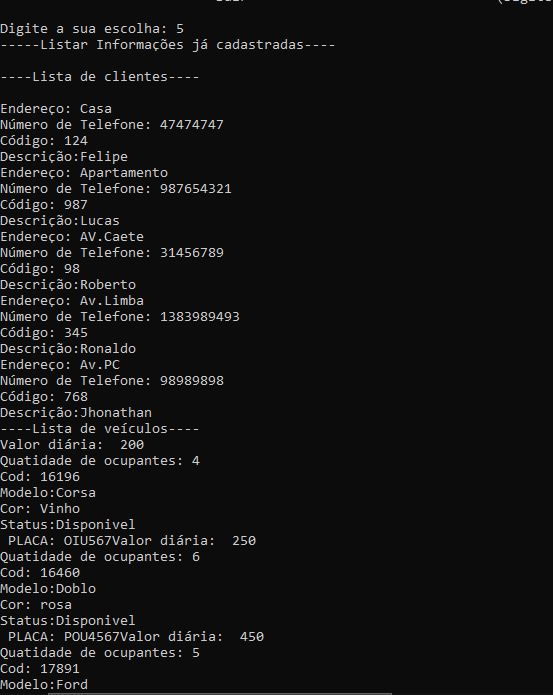 Digite a sua escolha: 5
-----Listar Informações já cadastradas----
----Lista de clientes----
Endereço: Casa
Número de Telefone: 47474747
Código: 124
Descrição:Felipe
Endereço: Apartamento
Número de Telefone: 987654321
Código: 987
Descrição:Lucas
Endereço: AV.Caete
Número de Telefone: 31456789
Código: 98
Descrição:Roberto
Endereço: Av.Limba
Número de Telefone: 1383989493
Código: 345
Descrição:Ronaldo
Endereço: Av.PC
Número de Telefone: 98989898
Código: 768
Descrição:Jhonathan
----Lista de veículos----
Valor diária:  200
Quatidade de ocupantes: 4
Cod: 16196
Modelo:Corsa
Cor: Vinho
Status:Disponivel
 PLACA: OIU567Valor diária:  250
Quatidade de ocupantes: 6
Cod: 16460
Modelo:Doblo
Cor: rosa
Status:Disponivel
 PLACA: POU4567Valor diária:  450
Quatidade de ocupantes: 5
Cod: 17891
Modelo:Ford